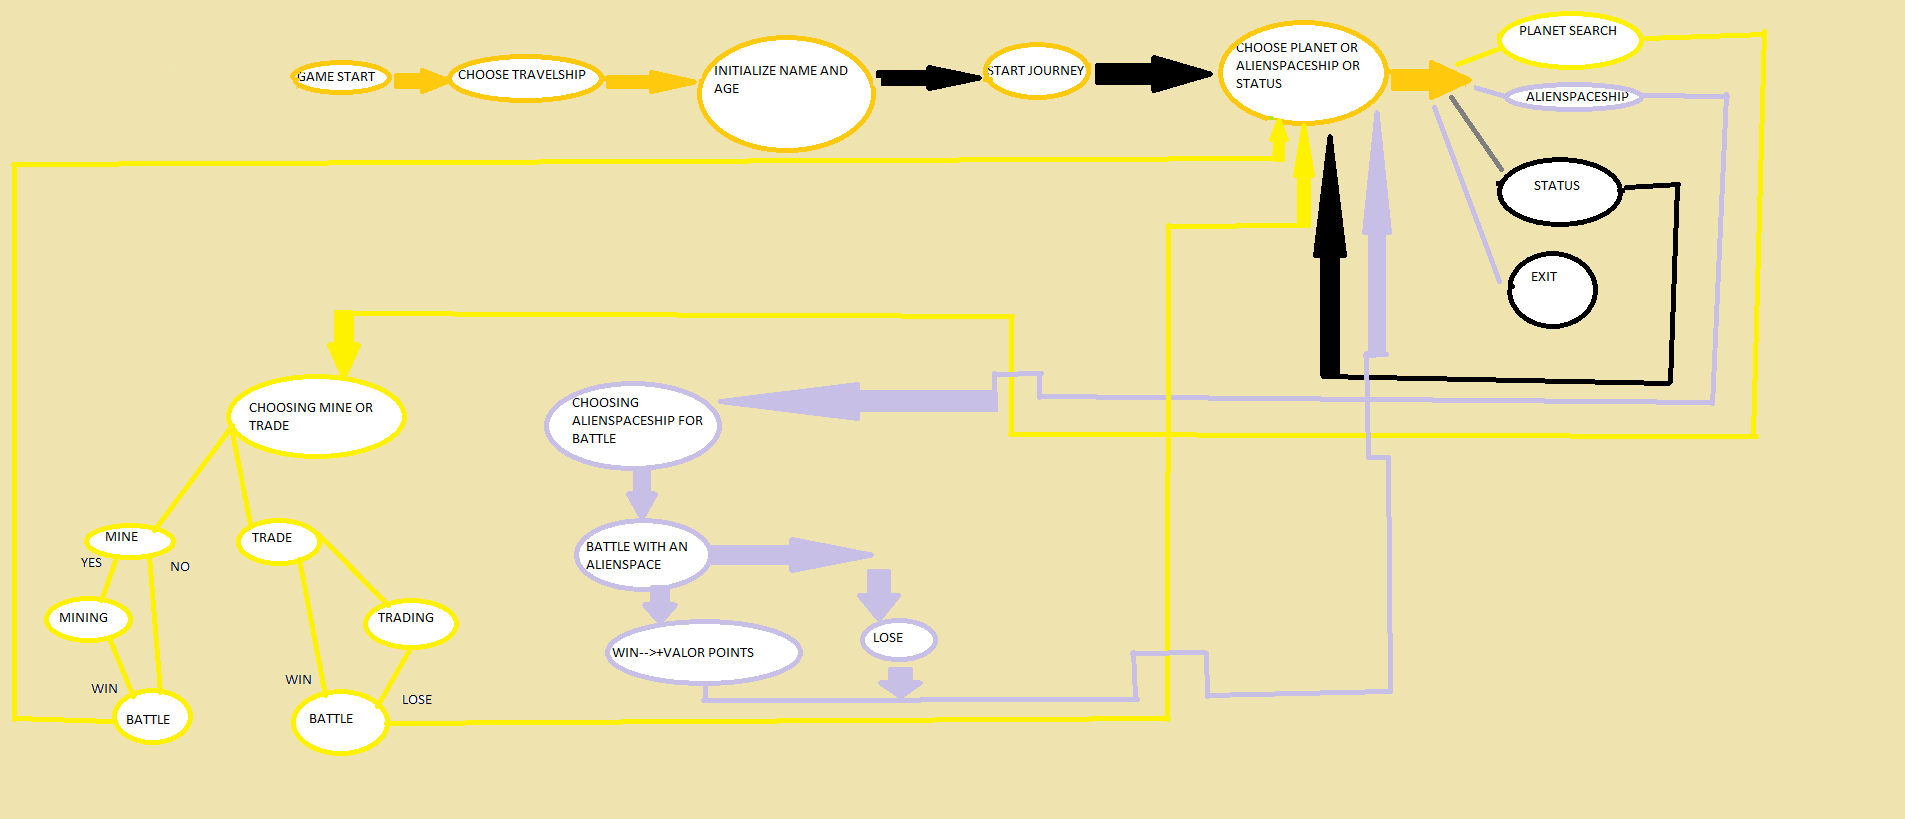 GAME START
CHOOSE TRAVELSHIP
INITIALIZE NAME AND
AGE
START JOURNEY
CHOOSE PLANET OR
ALIENSPACESHIP OR
STATUS
PLANET SEARCH
ALIENSPACESHIP
STATUS
EXIT
CHOOSING MINE OR
TRADE
MINE
YES
NO
MINING
WIN
BATTLE
TRADE
TRADING
WIN
LOSE
BATTLE
CHOOSING
ALIENSPACESHIP FOR
BATTLE
BATTLE WITH AN
ALIENSPACE
WIN-->+VALOR POINTS
LOSE